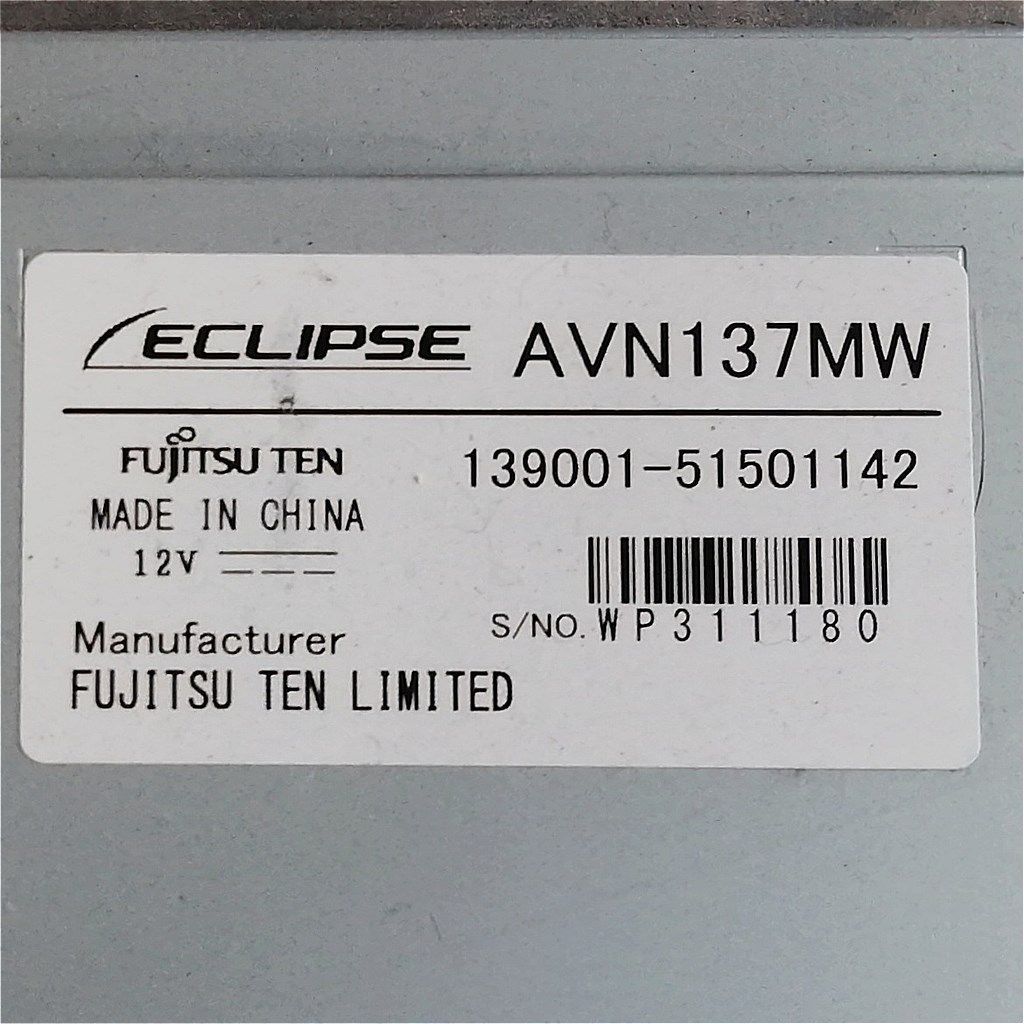 ECLIPSE AVN137MW
FUJITSU TEN 139001-51501142
MADE IN CHINA
12V
S/NO. WP311180
Manufacturer
FUJITSU TEN LIMITED